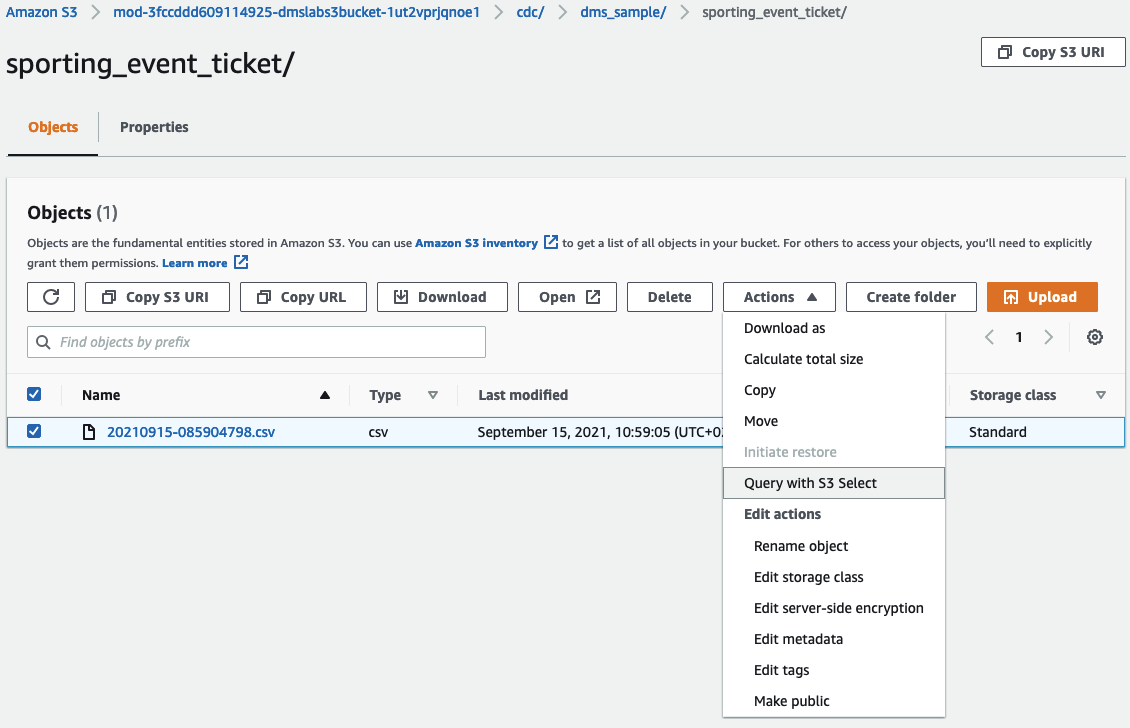 Amazon S3 > mod-3fccddd609114925-dmslabs3bucket-1ut2vprjqnoe1 > cdc/ > dms_sample/ > sporting_event_ticket/
sporting_event_ticket/
Copy S3 URI
Objects Properties
Objects (1)
Objects are the fundamental entities stored in Amazon S3. You can use Amazon S3 inventory to get a list of all objects in your bucket. For others to access your objects, you'll need to explicitly
grant them permissions. Learn more
Copy S3 URI Copy URL Download Open Delete Actions Create folder Upload
Find objects by prefix
1
Name Type Last modified Storage class
20210915-085904798.csv csv September 15, 2021, 10:59:05 (UTC+0 Standard
Download as
Calculate total size
Copy
Move
Initiate restore
Query with S3 Select
Edit actions
Rename object
Edit storage class
Edit server-side encryption
Edit metadata
Edit tags
Make public